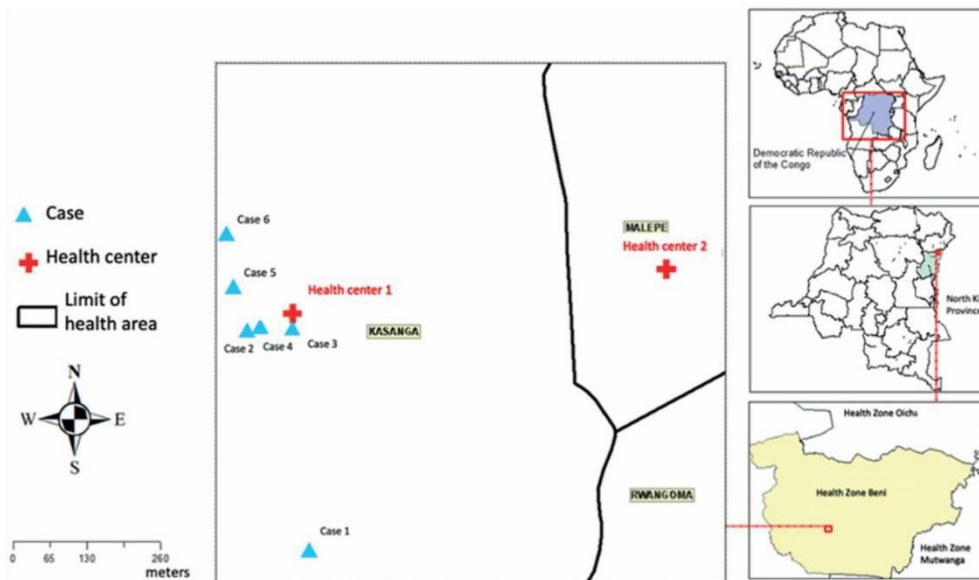 Case
Health center
Limit of
health area
N
W
E
S
0
65
130
260
meters
Case 6
Case 5
Health center 1
Case 2
Case 4
Case 3
KASANGA
Case 1
MALEPE
Health center 2
RWANGOMA
Democratic Republic
of the Congo
North Ki
Province
Health Zone Oicha
Health Zone Beni
Health Zone
Mutwanga